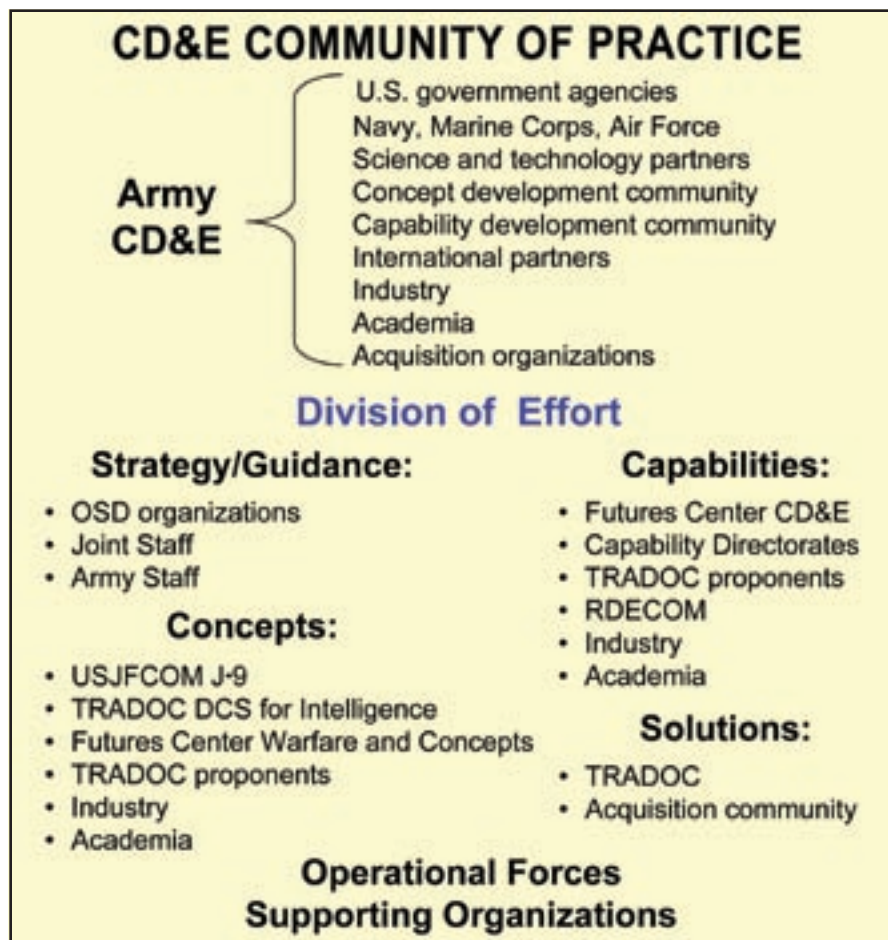 CD&E COMMUNITY OF PRACTICE
Army
CD&E
U.S. government agencies
Navy, Marine Corps, Air Force
Science and technology partners
Concept development community
Capability development community
International partners
Industry
Academia
Acquisition organizations
Division of Effort
Strategy/Guidance:
• OSD organizations
• Joint Staff
• Army Staff
Concepts:
• USJFCOM J-9
• TRADOC DCS for Intelligence
• Futures Center Warfare and Concepts
• TRADOC proponents
• Industry
• Academia
Capabilities:
• Futures Center CD&E
• Capability Directorates
• TRADOC proponents
• RDECOM
• Industry
• Academia
Solutions:
• TRADOC
• Acquisition community
Operational Forces
Supporting Organizations